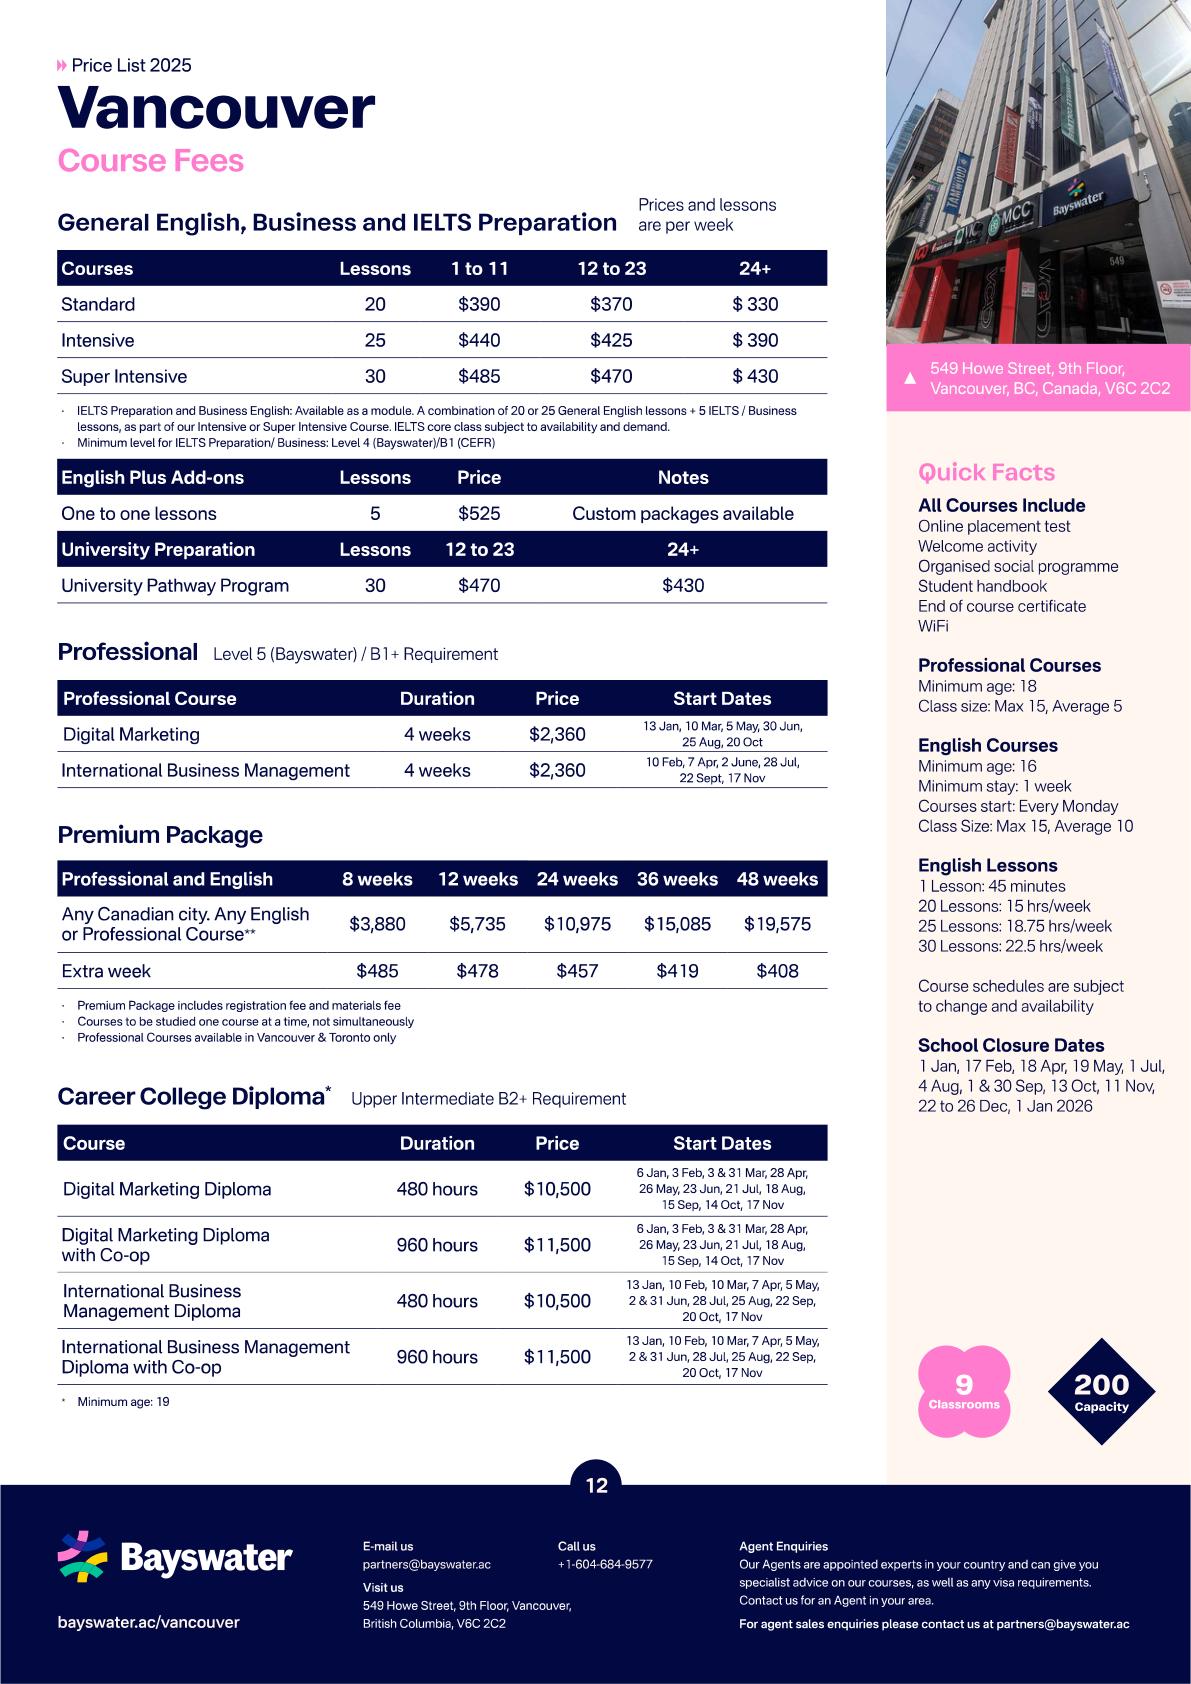 Price List 2025
Vancouver
Course Fees
General English, Business and IELTS Preparation
Prices and lessons
are per week
Courses Lessons 1 to 11 12 to 23 24+
Standard 20 $390 $370 $ 330
Intensive 25 $440 $425 $ 390
Super Intensive 30 $485 $470 $ 430
· IELTS Preparation and Business English: Available as a module. A combination of 20 or 25 General English lessons + 5 IELTS / Business
lessons, as part of our Intensive or Super Intensive Course. IELTS core class subject to availability and demand.
· Minimum level for IELTS Preparation/ Business: Level 4 (Bayswater)/B1 (CEFR)
English Plus Add-ons Lessons Price Notes
One to one lessons 5 $525 Custom packages available
University Preparation Lessons 12 to 23 24+
University Pathway Program 30 $470 $430
Professional Level 5 (Bayswater) / B1+ Requirement
Professional Course Duration Price Start Dates
Digital Marketing 4 weeks $2,360 13 Jan, 10 Mar, 5 May, 30 Jun,
25 Aug, 20 Oct
International Business Management 4 weeks $2,360 10 Feb, 7 Apr, 2 June, 28 Jul,
22 Sept, 17 Nov
Premium Package
Professional and English 8 weeks 12 weeks 24 weeks 36 weeks 48 weeks
Any Canadian city. Any English
or Professional Course** $3,880 $5,735 $10,975 $15,085 $19,575
Extra week $485 $478 $457 $419 $408
· Premium Package includes registration fee and materials fee
· Courses to be studied one course at a time, not simultaneously
· Professional Courses available in Vancouver & Toronto only
Career College Diploma* Upper Intermediate B2+ Requirement
Course Duration Price Start Dates
Digital Marketing Diploma 480 hours $10,500 6 Jan, 3 Feb, 3 & 31 Mar, 28 Apr,
26 May, 23 Jun, 21 Jul, 18 Aug,
15 Sep, 14 Oct, 17 Nov
Digital Marketing Diploma
with Co-op 960 hours $11,500 6 Jan, 3 Feb, 3 & 31 Mar, 28 Apr,
26 May, 23 Jun, 21 Jul, 18 Aug,
15 Sep, 14 Oct, 17 Nov
International Business
Management Diploma 480 hours $10,500 13 Jan, 10 Feb, 10 Mar, 7 Apr, 5 May,
2 & 31 Jun, 28 Jul, 25 Aug, 22 Sep,
20 Oct, 17 Nov
International Business Management
Diploma with Co-op 960 hours $11,500 13 Jan, 10 Feb, 10 Mar, 7 Apr, 5 May,
2 & 31 Jun, 28 Jul, 25 Aug, 22 Sep,
20 Oct, 17 Nov
* Minimum age: 19
TAMWOOD
VIC
MCC
Bayswater
549
549 Howe Street, 9th Floor,
Vancouver, BC, Canada, V6C 2C2
Quick Facts
All Courses Include
Online placement test
Welcome activity
Organised social programme
Student handbook
End of course certificate
WiFi
Professional Courses
Minimum age: 18
Class size: Max 15, Average 5
English Courses
Minimum age: 16
Minimum stay: 1 week
Courses start: Every Monday
Class Size: Max 15, Average 10
English Lessons
1 Lesson: 45 minutes
20 Lessons: 15 hrs/week
25 Lessons: 18.75 hrs/week
30 Lessons: 22.5 hrs/week
Course schedules are subject
to change and availability
School Closure Dates
1 Jan, 17 Feb, 18 Apr, 19 May, 1 Jul,
4 Aug, 1 & 30 Sep, 13 Oct, 11 Nov,
22 to 26 Dec, 1 Jan 2026
9
Classrooms
200
Capacity
12
Bayswater
bayswater.ac/vancouver
E-mail us
partners@bayswater.ac
Visit us
549 Howe Street, 9th Floor, Vancouver,
British Columbia, V6C 2C2
Call us
+1-604-684-9577
Agent Enquiries
Our Agents are appointed experts in your country and can give you
specialist advice on our courses, as well as any visa requirements.
Contact us for an Agent in your area.
For agent sales enquiries please contact us at partners@bayswater.ac